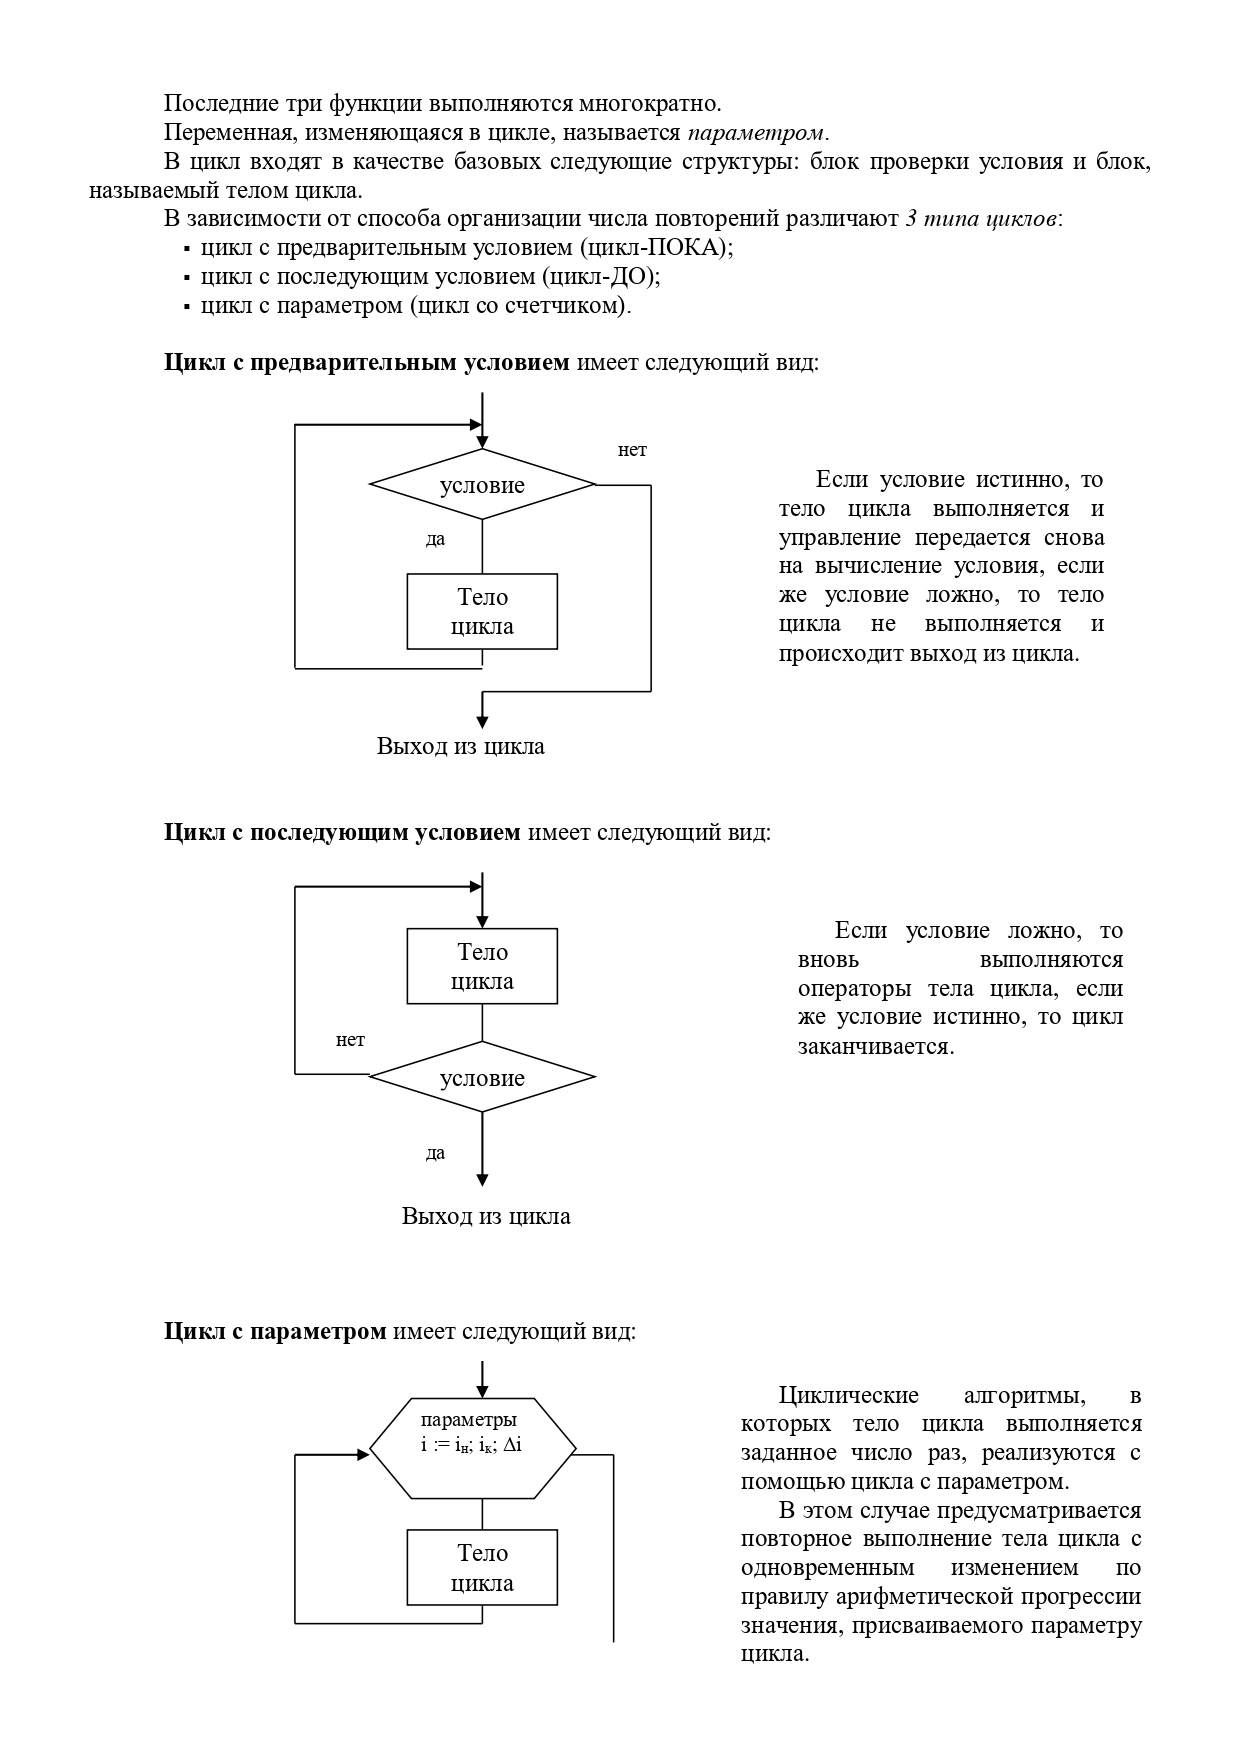 Последние три функции выполняются многократно.
Переменная, изменяющаяся в цикле, называется параметром.
В цикл входят в качестве базовых следующие структуры: блок проверки условия и блок,
называемый телом цикла.
В зависимости от способа организации числа повторений различают 3 типа циклов:
▪ цикл с предварительным условием (цикл-ПОКА);
▪ цикл с последующим условием (цикл-ДО);
▪ цикл с параметром (цикл со счетчиком).
Цикл с предварительным условием имеет следующий вид:
нет
условие
да
Тело
цикла
Выход из цикла
Если условие истинно, то
тело цикла выполняется и
управление передается снова
на вычисление условия, если
же условие ложно, то тело
цикла не выполняется и
происходит выход из цикла.
Цикл с последующим условием имеет следующий вид:
Тело
цикла
нет
условие
да
Выход из цикла
Если условие ложно, то
вновь выполняются
операторы тела цикла, если
же условие истинно, то цикл
заканчивается.
Цикл с параметром имеет следующий вид:
параметры
i := iн; iк; Δi
Тело
цикла
Циклические алгоритмы, в
которых тело цикла выполняется
заданное число раз, реализуются с
помощью цикла с параметром.
В этом случае предусматривается
повторное выполнение тела цикла с
одновременным изменением по
правилу арифметической прогрессии
значения, присваиваемого параметру
цикла.